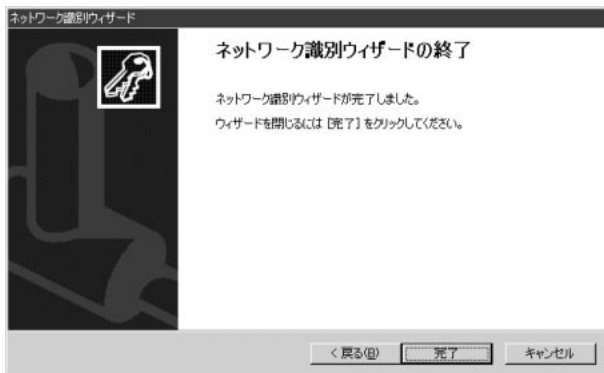 ネットワーク識別ウィザード
ネットワーク識別ウィザードの終了
ネットワーク識別ウィザードが完了しました。
ウィザードを閉じるには [完了] をクリックしてください。
< 戻る(B)
完了
キャンセル